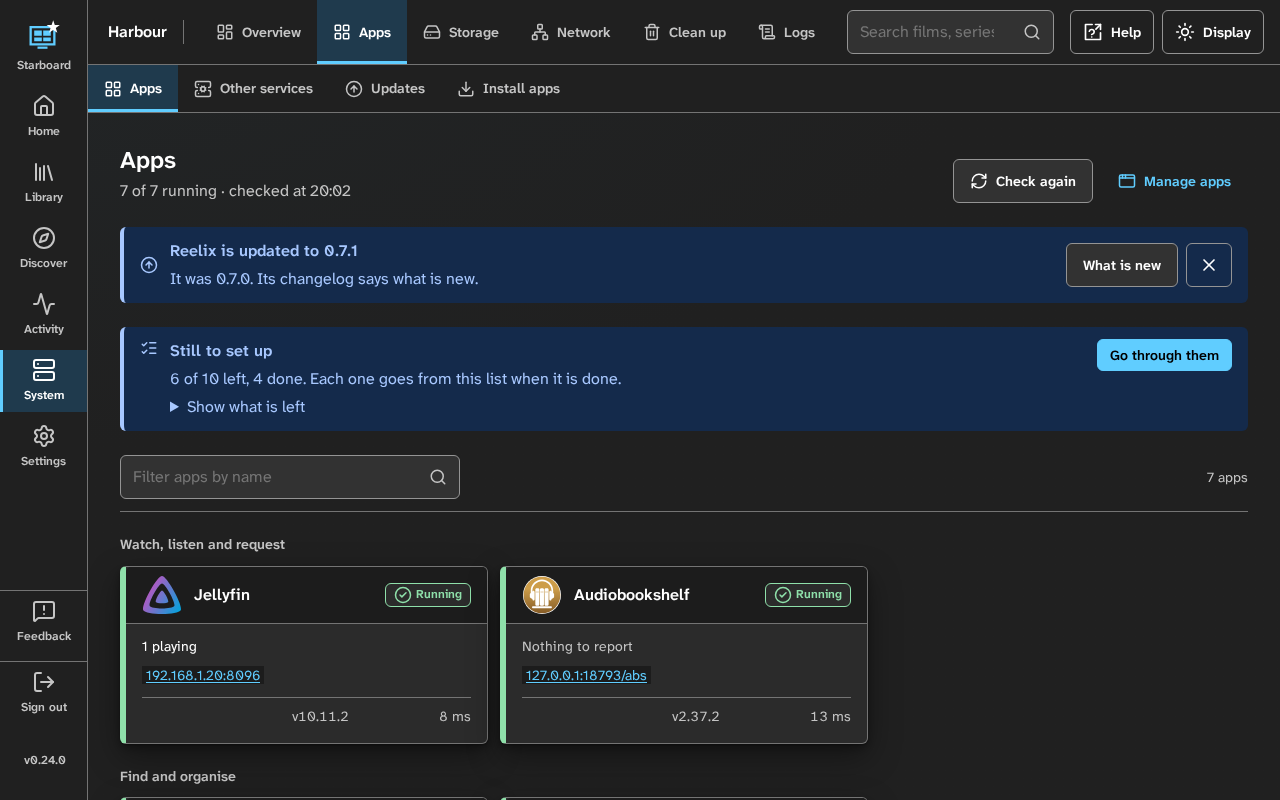 Starboard
Home
Library
Discover
Activity
System
Settings
Feedback
Sign out
v0.24.0
Harbour
Overview
Apps
Storage
Network
Clean up
Logs
Search films, series
Help
Display
Apps
Other services
Updates
Install apps
Apps
7 of 7 running · checked at 20:02
Check again
Manage apps
Reelix is updated to 0.7.1
It was 0.7.0. Its changelog says what is new.
What is new
Still to set up
6 of 10 left, 4 done. Each one goes from this list when it is done.
Show what is left
Go through them
Filter apps by name
7 apps
Watch, listen and request
Jellyfin
Running
1 playing
192.168.1.20:8096
v10.11.2
8 ms
Audiobookshelf
Running
Nothing to report
127.0.0.1:18793/abs
v2.37.2
13 ms
Find and organise